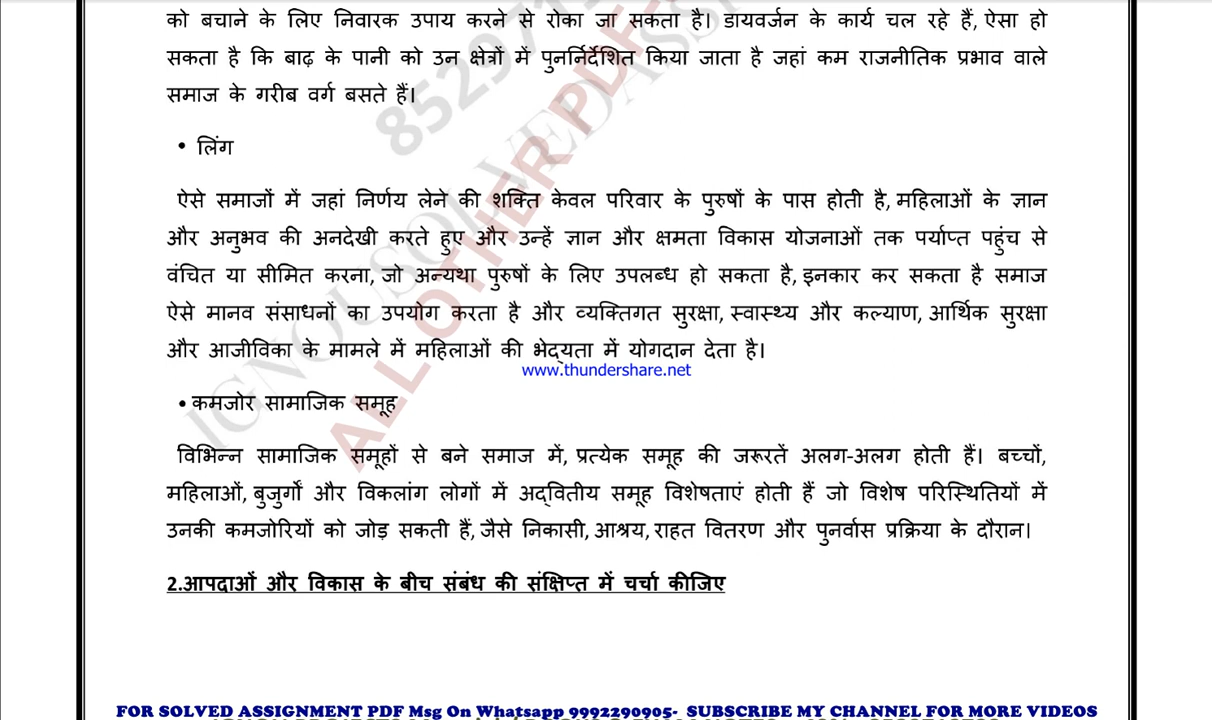 को बचाने के लिए निवारक उपाय करने से रोका जा सकता है। डायवर्जन के कार्य चल रहे हैं, ऐसा हो
सकता है कि बाढ़ के पानी को उन क्षेत्रों में पुनर्निर्देशित किया जाता है जहां कम राजनीतिक प्रभाव वाले
समाज के गरीब वर्ग बसते हैं।
• लिंग
ऐसे समाजों में जहां निर्णय लेने की शक्ति केवल परिवार के पुरुषों के पास होती है, महिलाओं के ज्ञान
और अनुभव की अनदेखी करते हुए और उन्हें ज्ञान और क्षमता विकास योजनाओं तक पर्याप्त पहुंच से
वंचित या सीमित करना, जो अन्यथा पुरुषों के लिए उपलब्ध हो सकता है, इनकार कर सकता है समाज
ऐसे मानव संसाधनों का उपयोग करता है और व्यक्तिगत सुरक्षा, स्वास्थ्य और कल्याण, आर्थिक सुरक्षा
और आजीविका के मामले में महिलाओं की भेद्यता में योगदान देता है।
www.thundershare.net
• कमजोर सामाजिक समूह
विभिन्न सामाजिक समूहों से बने समाज में, प्रत्येक समूह की जरूरतें अलग-अलग होती हैं। बच्चों,
महिलाओं, बुजुर्गों और विकलांग लोगों में अद्वितीय समूह विशेषताएं होती हैं जो विशेष परिस्थितियों में
उनकी कमजोरियों को जोड़ सकती हैं, जैसे निकासी, आश्रय, राहत वितरण और पुनर्वास प्रक्रिया के दौरान।
2.आपदाओं और विकास के बीच संबंध की संक्षिप्त में चर्चा कीजिए
FOR SOLVED ASSIGNMENT PDF Msg On Whatsapp 9992290905- SUBSCRIBE MY CHANNEL FOR MORE VIDEOS
ALL OTHER PDF